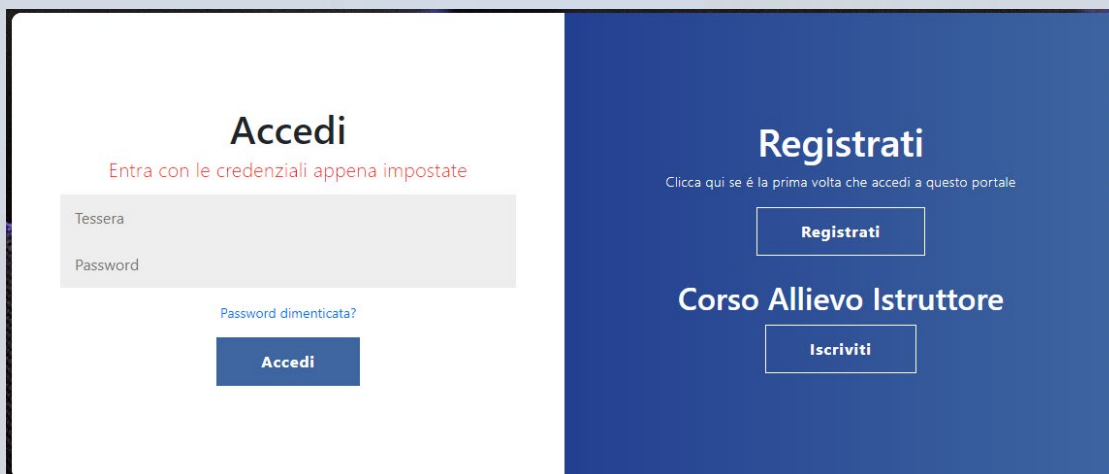 Accedi
Entra con le credenziali appena impostate
Tessera
Password
Password dimenticata?
Accedi
Registrati
Clicca qui se é la prima volta che accedi a questo portale
Registrati
Corso Allievo Istruttore
Iscriviti